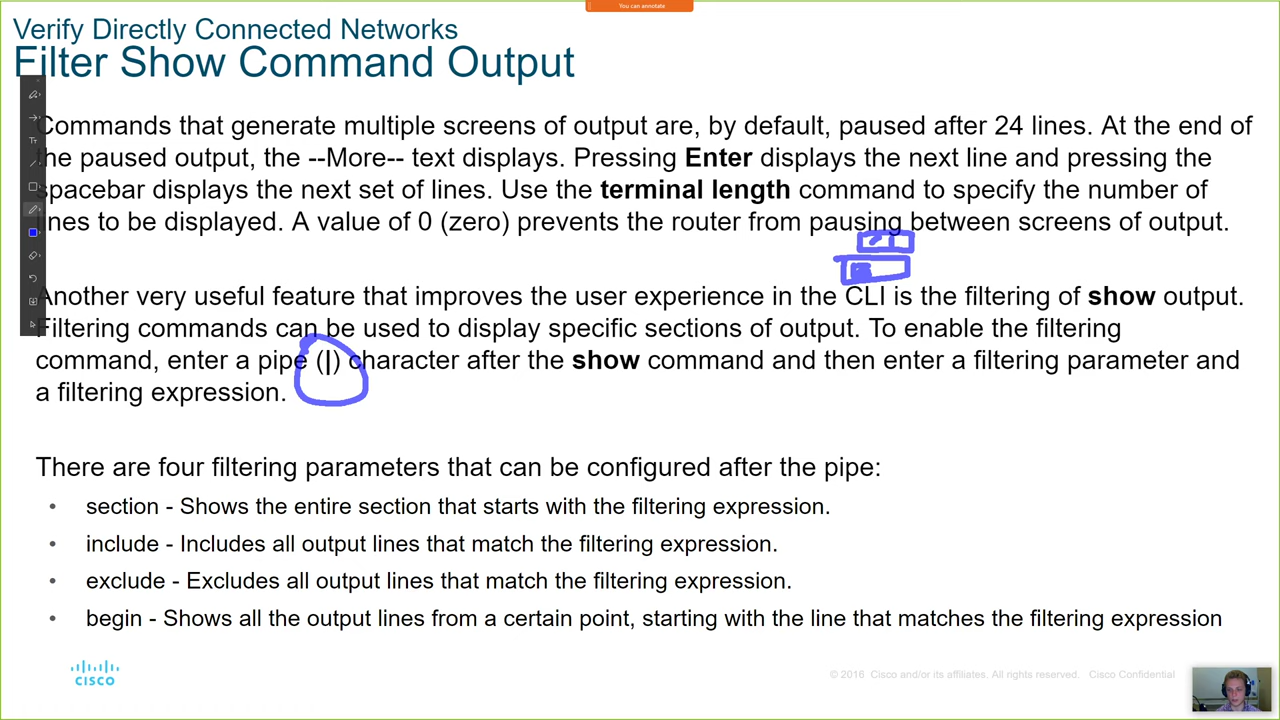 You can annotate
Verify Directly Connected Networks
Filter Show Command Output
Commands that generate multiple screens of output are, by default, paused after 24 lines. At the end of
the paused output, the --More-- text displays. Pressing Enter displays the next line and pressing the
spacebar displays the next set of lines. Use the terminal length command to specify the number of
lines to be displayed. A value of 0 (zero) prevents the router from pausing between screens of output.
Another very useful feature that improves the user experience in the CLI is the filtering of show output.
Filtering commands can be used to display specific sections of output. To enable the filtering
command, enter a pipe (|) character after the show command and then enter a filtering parameter and
a filtering expression.
There are four filtering parameters that can be configured after the pipe:
• section - Shows the entire section that starts with the filtering expression.
• include - Includes all output lines that match the filtering expression.
• exclude - Excludes all output lines that match the filtering expression.
• begin - Shows all the output lines from a certain point, starting with the line that matches the filtering expression
CISCO
© 2016 Cisco and/or its affiliates. All rights reserved. Cisco Confidential